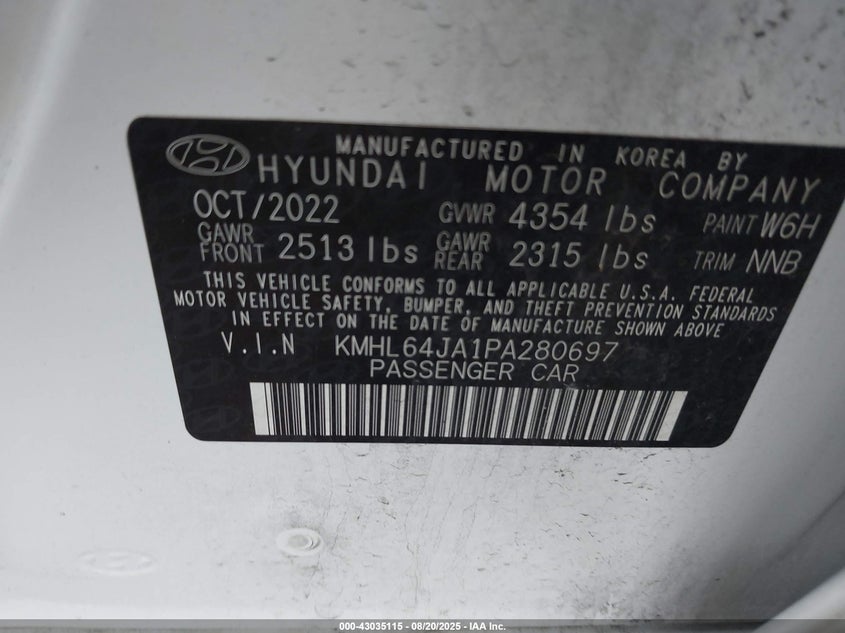 MANUFACTURED IN KOREA BY
HYUNDAI MOTOR COMPANY
OCT/2022 GVWR 4354 lbs PAINT W6H
GAWR FRONT 2513 lbs GAWR REAR 2315 lbs TRIM NNB
THIS VEHICLE CONFORMS TO ALL APPLICABLE U.S.A. FEDERAL
MOTOR VEHICLE SAFETY, BUMPER, AND THEFT PREVENTION STANDARDS
IN EFFECT ON THE DATE OF MANUFACTURE SHOWN ABOVE
V.I.N KMHL64JA1PA280697
PASSENGER CAR
000-43035115 - 08/20/2025 - IAA Inc.